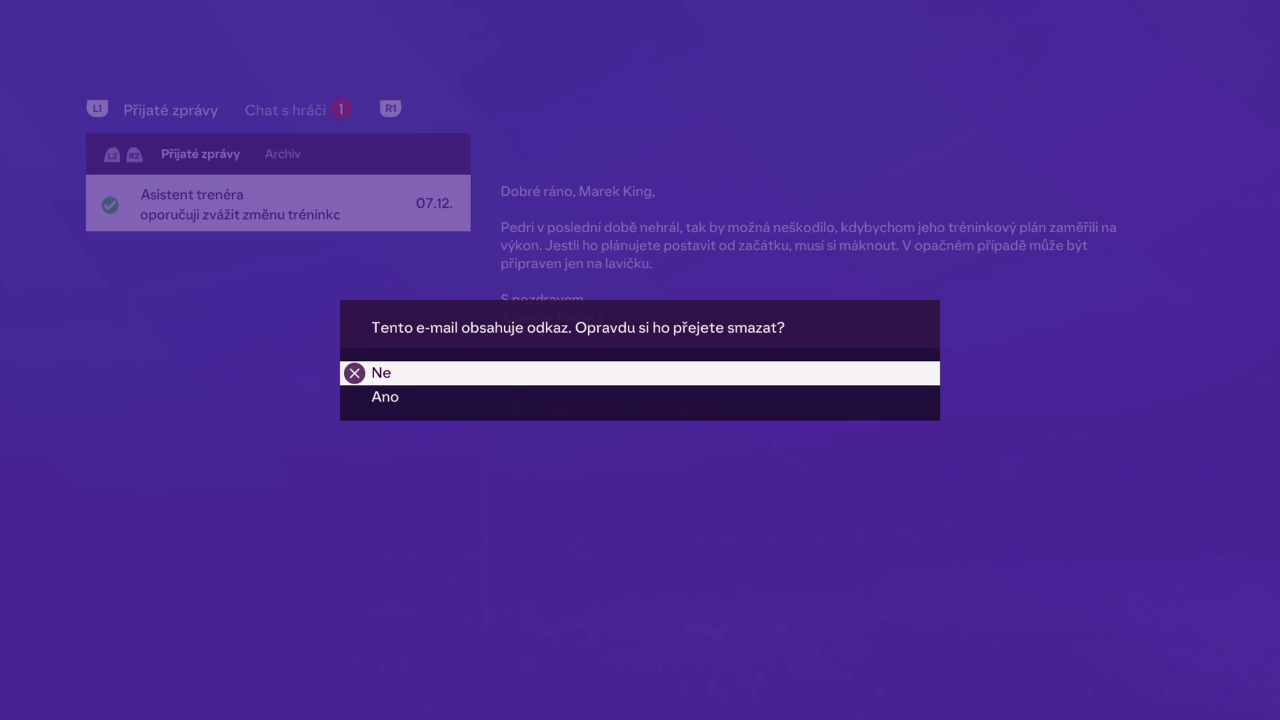 L1 Přijaté zprávy Chat s hráči 1 R1
L2 R2 Přijaté zprávy Archiv
Asistent trenéra
oporučuji zvážit změnu tréninkc
07.12.
Dobré ráno, Marek King,
Pedri v poslední době nehrál, tak by možná neškodilo, kdybychom jeho tréninkový plán zaměřili na
výkon. Jestli ho plánujete postavit od začátku, musí si máknout. V opačném případě může být
připraven jen na lavičku.
S pozdravem
Tento e-mail obsahuje odkaz. Opravdu si ho přejete smazat?
Ne
Ano